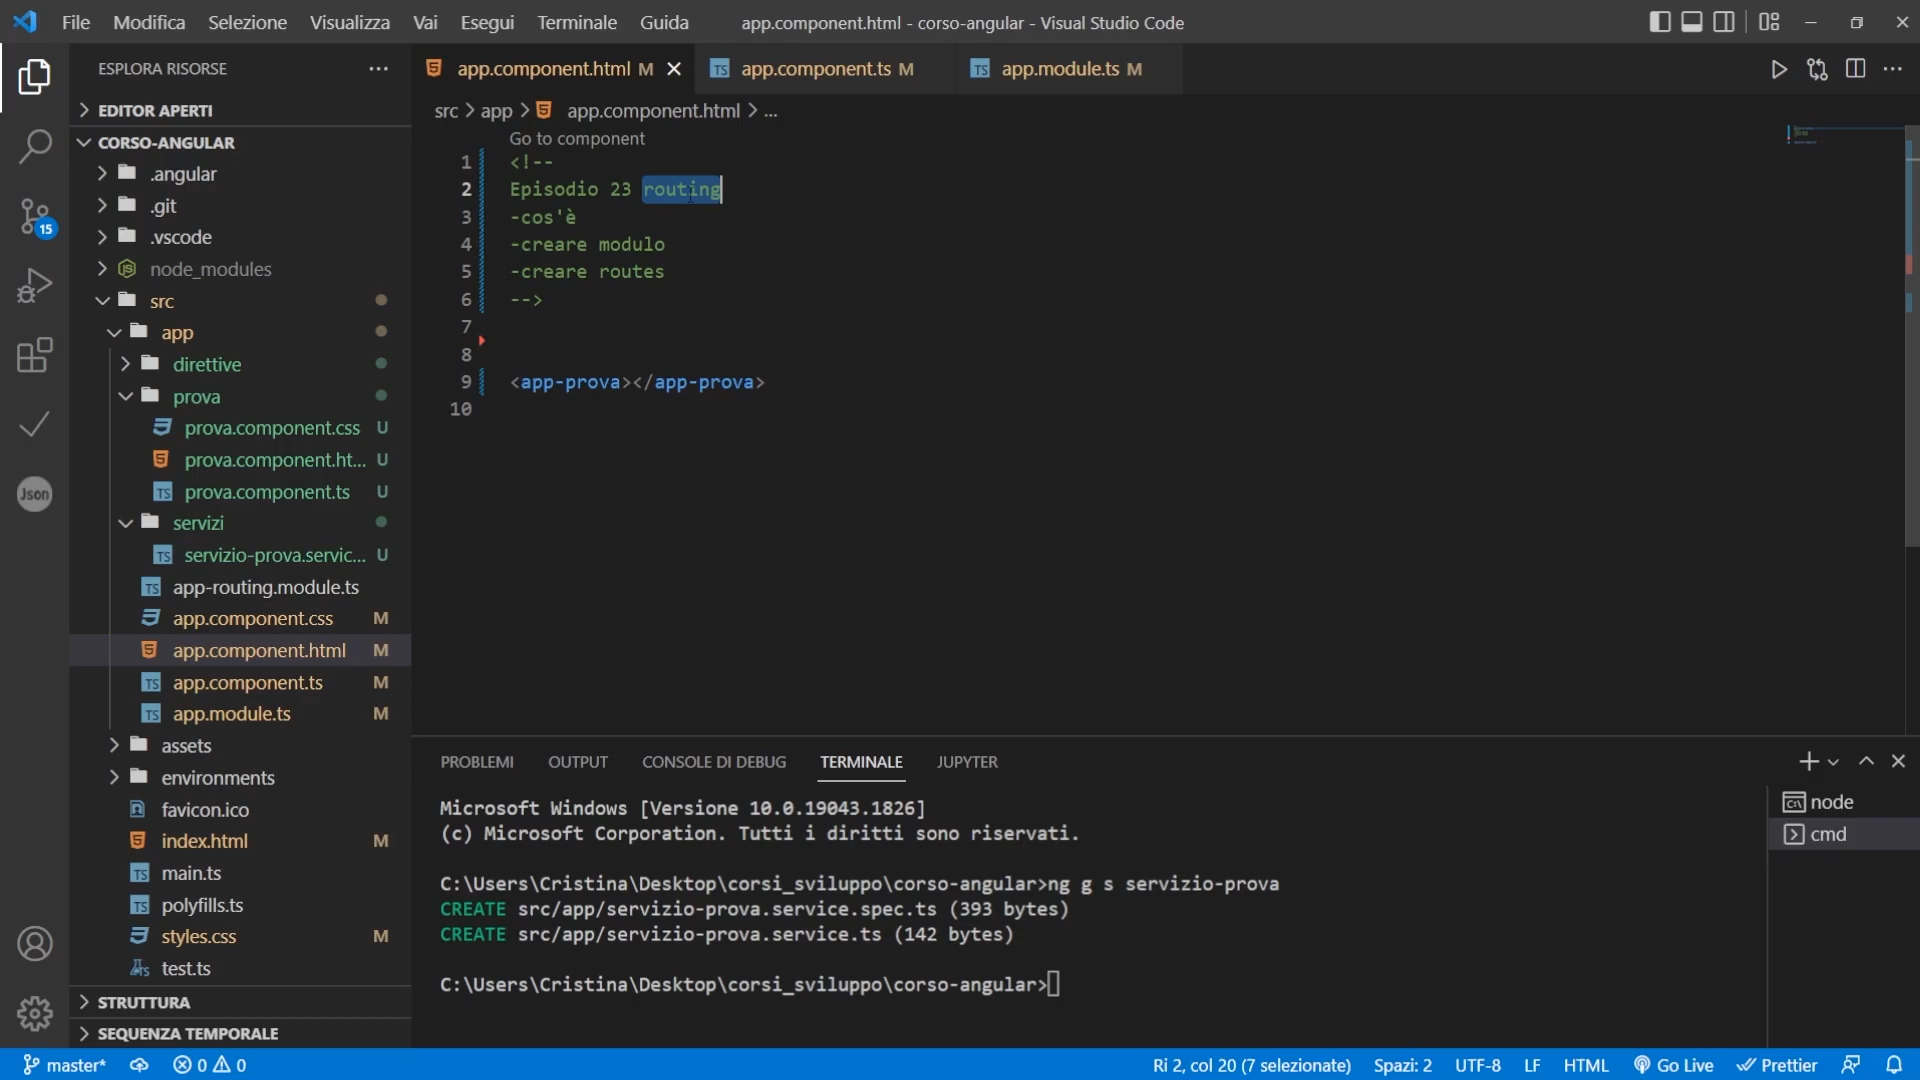 File Modifica Selezione Visualizza Vai Esegui Terminale Guida
app.component.html - corso-angular - Visual Studio Code
ESPLORA RISORSE
EDITOR APERTI
CORSO-ANGULAR
.angular
.git
.vscode
node_modules
src
app
direttive
prova
prova.component.css U
prova.component.ht... U
prova.component.ts U
servizi
servizio-prova.servic... U
app-routing.module.ts
app.component.css M
app.component.html M
app.component.ts M
app.module.ts M
assets
environments
favicon.ico
index.html M
main.ts
polyfills.ts
styles.css M
test.ts
STRUTTURA
SEQUENZA TEMPORALE
15
Json
app.component.html M
app.component.ts M
app.module.ts M
src > app > app.component.html > ...
Go to component
1 <!--
2 Episodio 23 routing
3 -cos'è
4 -creare modulo
5 -creare routes
6 -->
7
8
9 <app-prova></app-prova>
10
PROBLEMI OUTPUT CONSOLE DI DEBUG TERMINALE JUPYTER
Microsoft Windows [Versione 10.0.19043.1826]
(c) Microsoft Corporation. Tutti i diritti sono riservati.
C:\Users\Cristina\Desktop\corsi_sviluppo\corso-angular>ng g s servizio-prova
CREATE src/app/servizio-prova.service.spec.ts (393 bytes)
CREATE src/app/servizio-prova.service.ts (142 bytes)
C:\Users\Cristina\Desktop\corsi_sviluppo\corso-angular>
node
cmd
master* 0 0 Ri 2, col 20 (7 selezionate) Spazi: 2 UTF-8 LF HTML Go Live Prettier